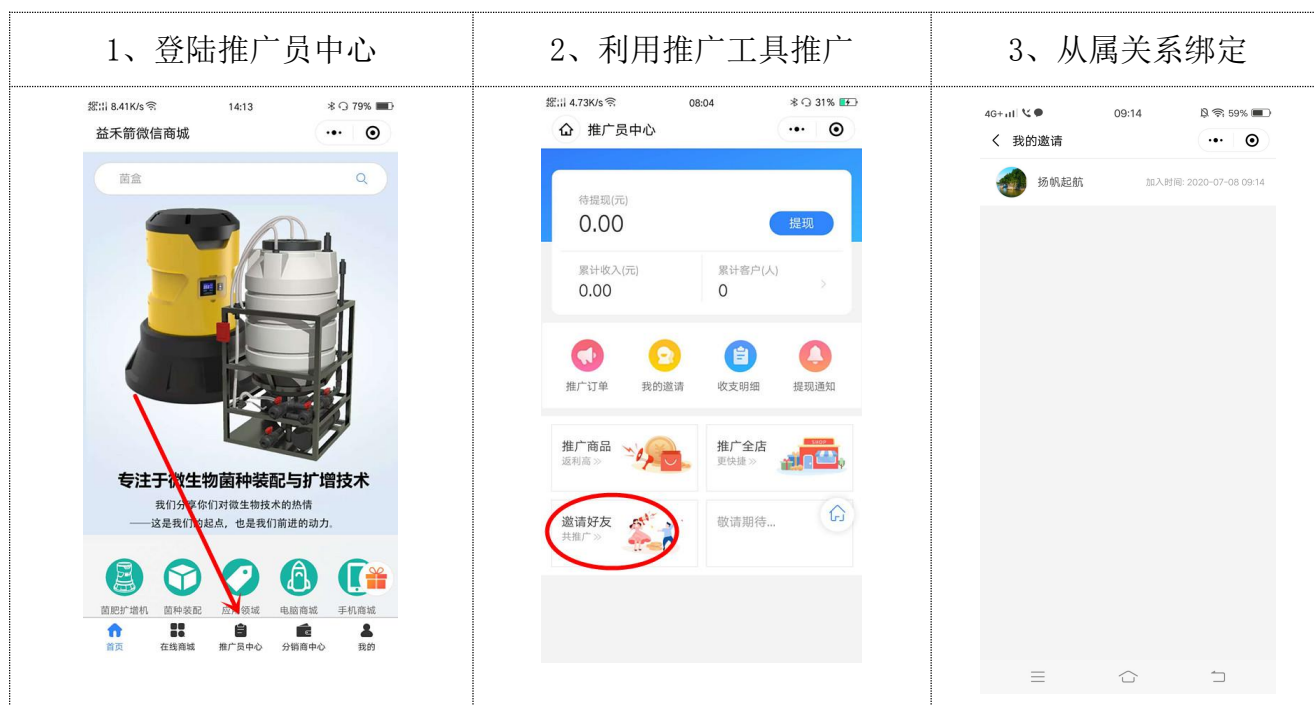 1、登陆推广员中心
2、利用推广工具推广
3、从属关系绑定
8.41K/s
14:13
79%
益禾箭微信商城
菌盒
专注于微生物菌种装配与扩增技术
我们分享你们对微生物技术的热情
——这是我们的起点，也是我们前进的动力.
菌肥扩增机
菌种装配
应用领域
电脑商城
手机商城
首页
在线商城
推广员中心
分销商中心
我的
4.73K/s
08:04
31%
推广员中心
待提现(元)
0.00
提现
累计收入(元)
累计客户(人)
0.00
0
推广订单
我的邀请
收支明细
提现通知
推广商品
返利高 »
推广全店
更快捷 »
SHOP
邀请好友
共推广 »
敬请期待...
4G+
09:14
59%
我的邀请
扬帆起航
加入时间: 2020-07-08 09:14